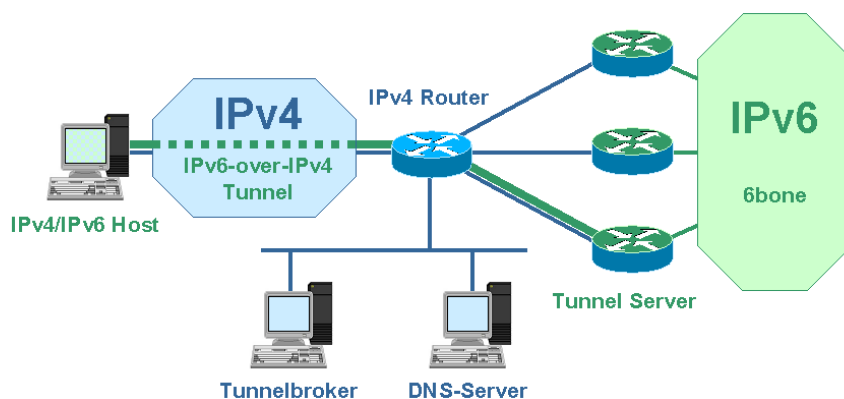 IPv4
IPv6-over-IPv4
Tunnel
IPv4/IPv6 Host
IPv4 Router
IPv6
6bone
Tunnel Server
Tunnelbroker
DNS-Server